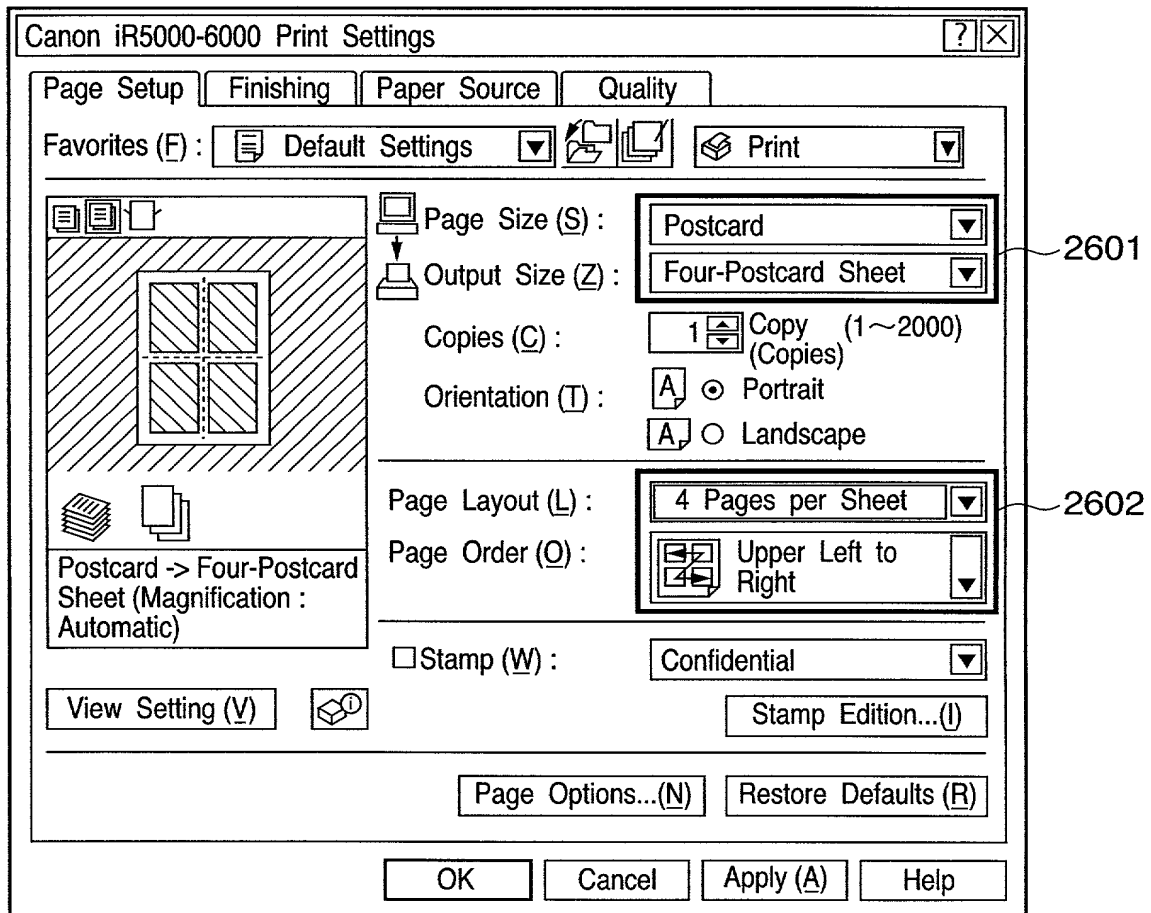 Canon iR5000-6000 Print Settings ?
Page Setup Finishing Paper Source Quality
Favorites (F) : Default Settings Print
Page Size (S) : Postcard
2601
Output Size (Z) : Four-Postcard Sheet
Copies (C) : 1 Copy (1~2000)
(Copies)
Orientation (T) : A Portrait
A Landscape
Page Layout (L) : 4 Pages per Sheet
2602
Page Order (O) : Upper Left to
Right
Postcard -> Four-Postcard
Sheet (Magnification :
Automatic)
Stamp (W) : Confidential
View Setting (V) Stamp Edition...(I)
Page Options...(N) Restore Defaults (R)
OK Cancel Apply (A) Help